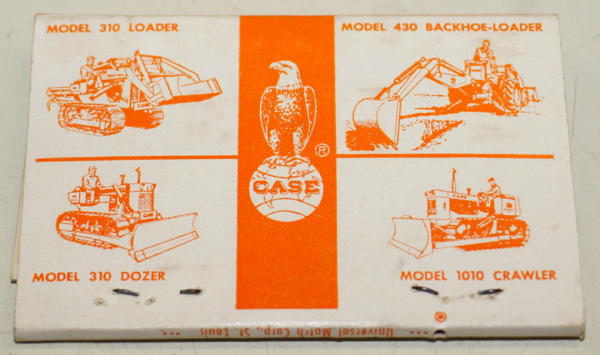 MODEL 310 LOADER
MODEL 430 BACKHOE-LOADER
®
CASE
MODEL 310 DOZER
MODEL 1010 CRAWLER
Universal Match Corp., St. Louis